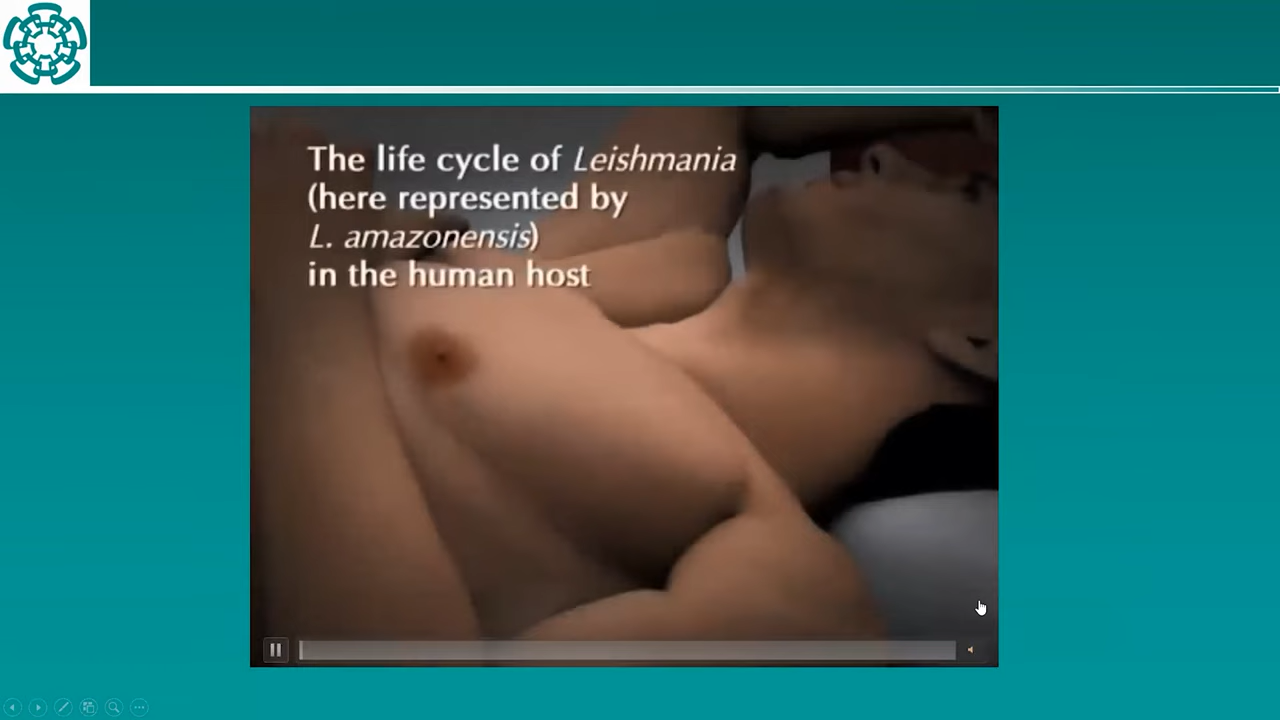 The life cycle of Leishmania
(here represented by
L. amazonensis)
in the human host